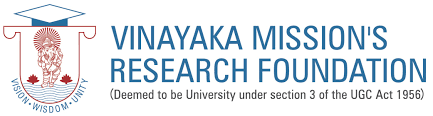 VINAYAKA MISSION'S
RESEARCH FOUNDATION
(Deemed to be University under section 3 of the UGC Act 1956)
VISION • WISDOM • UNITY